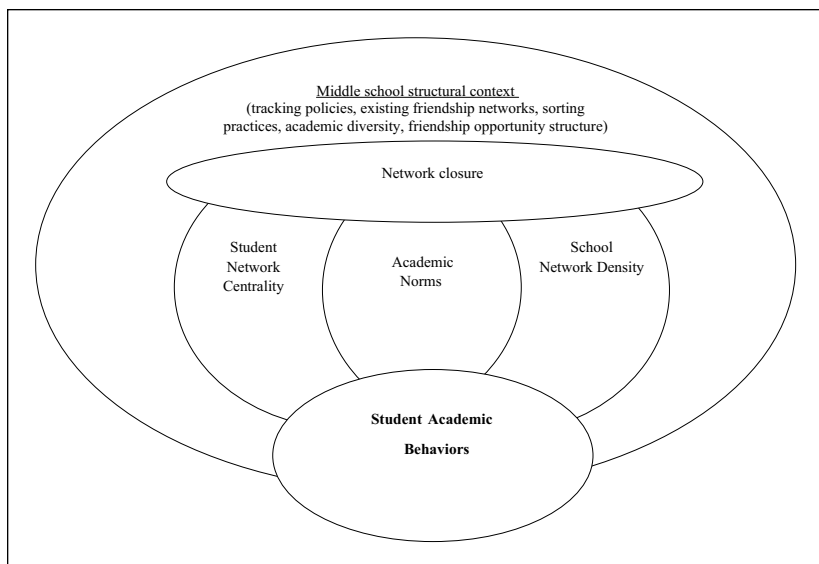 Middle school structural context
(tracking policies, existing friendship networks, sorting
practices, academic diversity, friendship opportunity structure)
Network closure
Student
Network
Centrality
Academic
Norms
School
Network Density
Student Academic
Behaviors